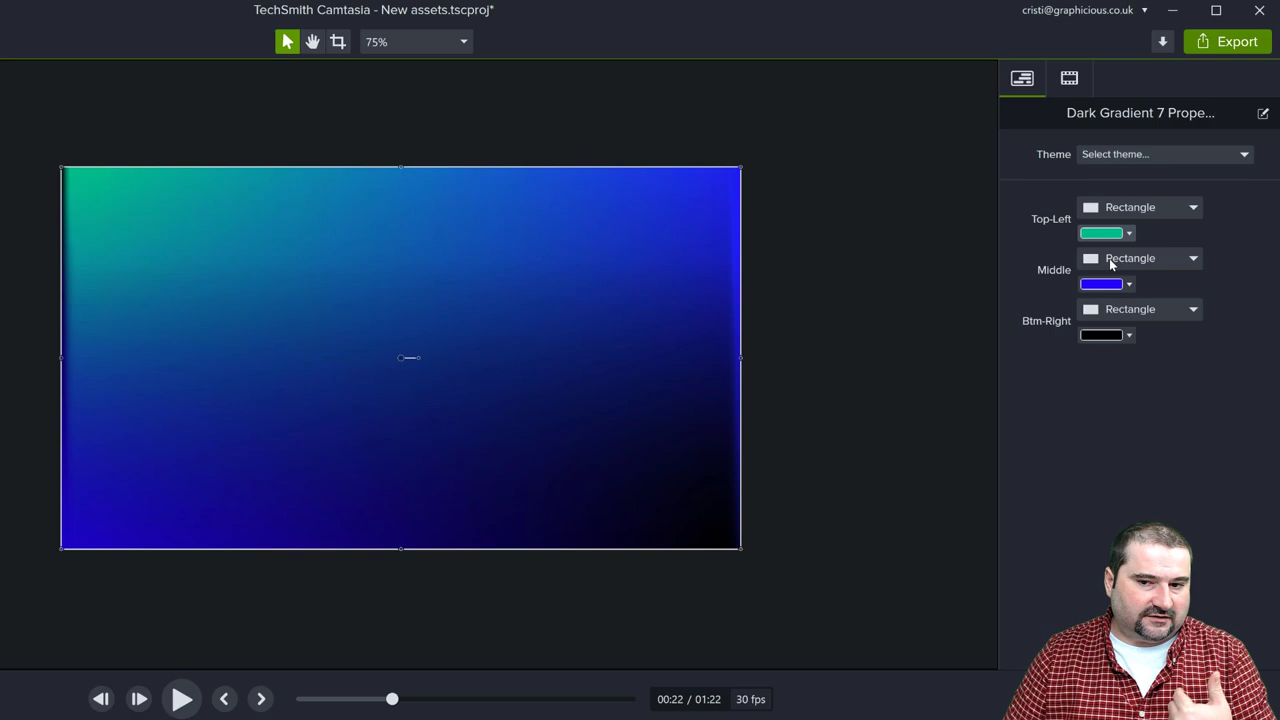 TechSmith Camtasia - New assets.tscproj*
cristi@graphicious.co.uk
75%
Export
Dark Gradient 7 Prope...
Theme
Select theme...
Top-Left
Rectangle
Middle
Rectangle
Btm-Right
Rectangle
00:22 / 01:22
30 fps